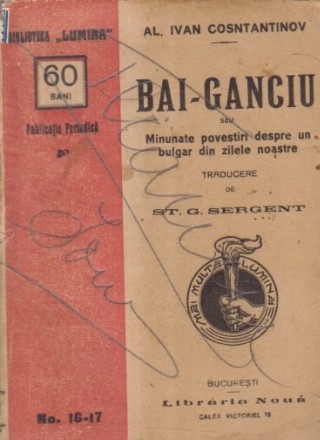 BIBLIOTECA „LUMINA”
60
BANI
Publicație Periodică
No. 16-17
AL. IVAN COSNTANTINOV
BAI-GANCIU
sau
Minunate povestiri despre un
bulgar din zilele noastre
TRADUCERE
DE
ST. G. SERGENT
MAI MULTĂ LUMINĂ
BUCUREȘTI
Librăria Nouă
CALEA VICTORIEI, 78